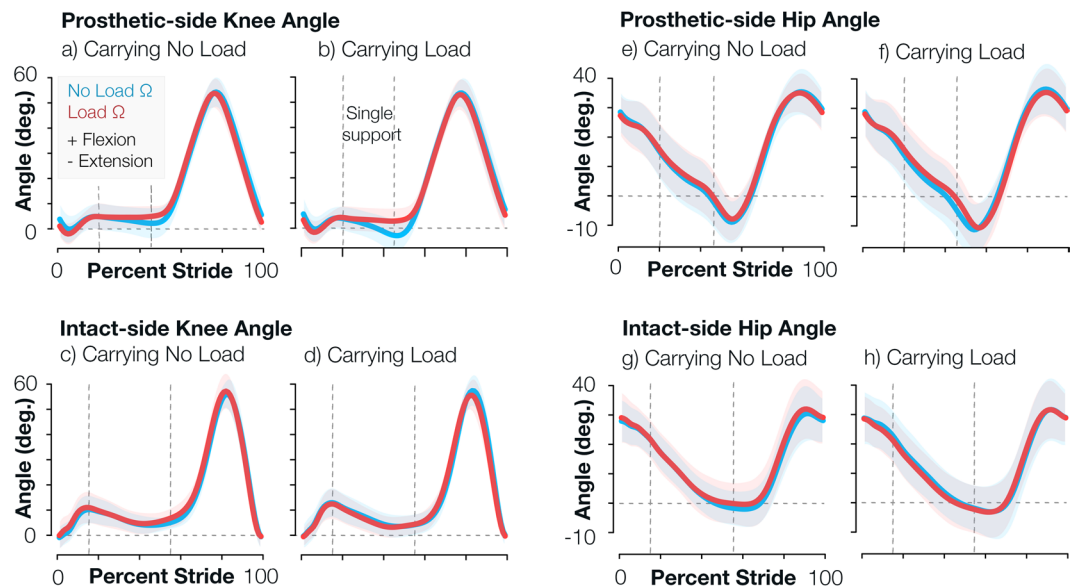 Prosthetic-side Knee Angle
a) Carrying No Load
b) Carrying Load
60
No Load Ω
Load Ω
+ Flexion
- Extension
Single
support
Angle (deg.)
0
0
Percent Stride
100
Prosthetic-side Hip Angle
e) Carrying No Load
f) Carrying Load
40
Angle (deg.)
-10
0
Percent Stride
100
Intact-side Knee Angle
c) Carrying No Load
d) Carrying Load
60
Angle (deg.)
0
0
Percent Stride
100
Intact-side Hip Angle
g) Carrying No Load
h) Carrying Load
40
Angle (deg.)
-10
0
Percent Stride
100